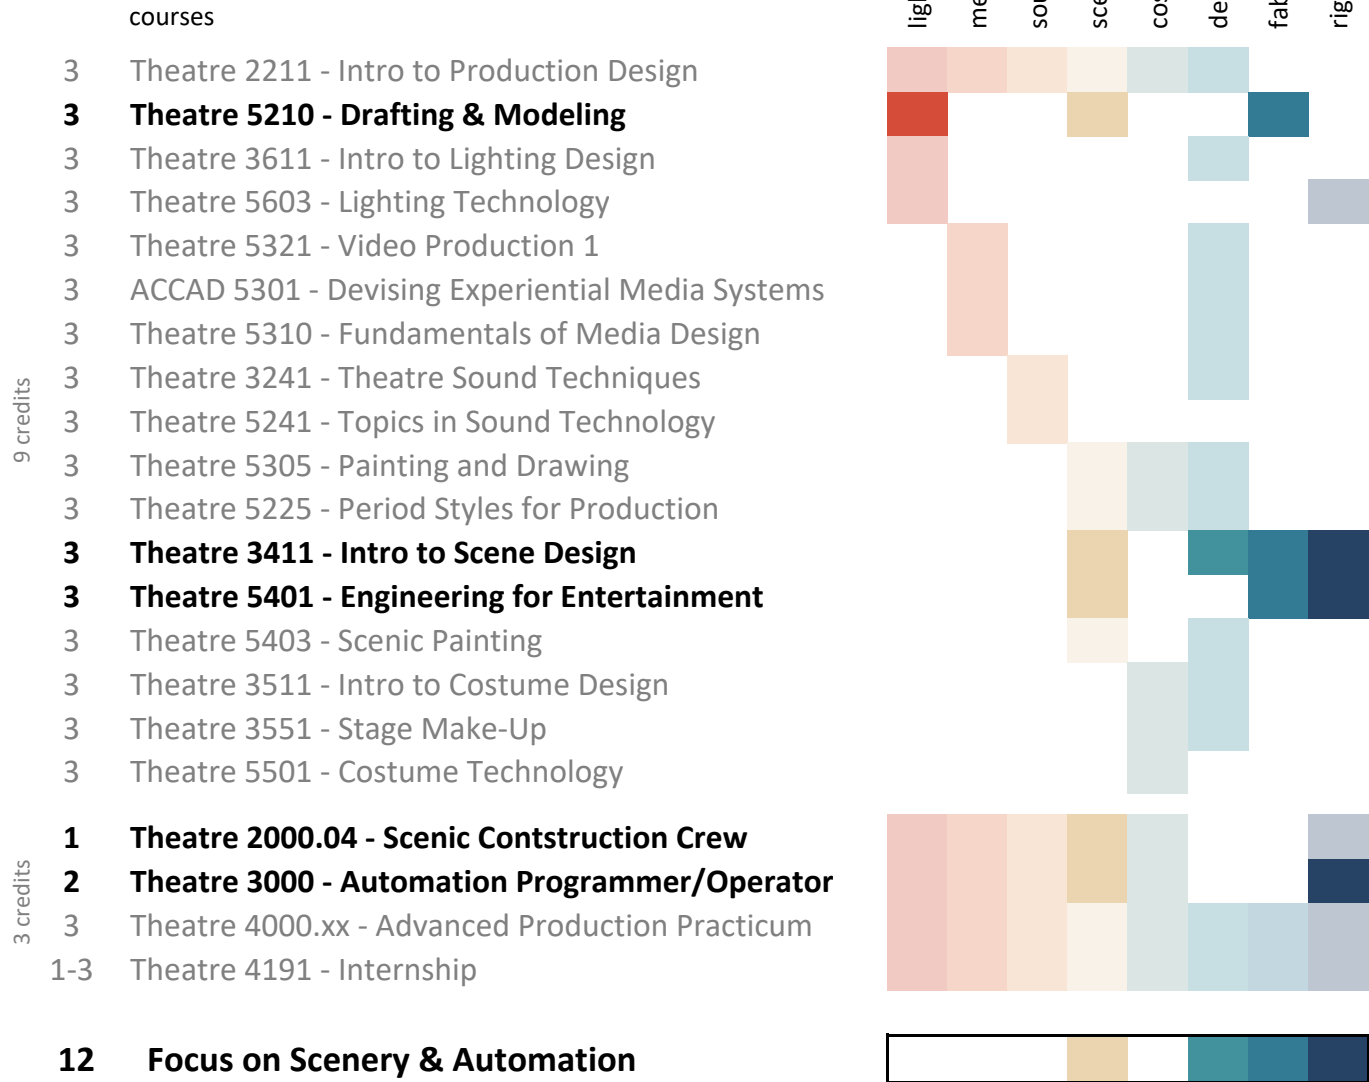 courses
3 Theatre 2211 - Intro to Production Design
3 Theatre 5210 - Drafting & Modeling
3 Theatre 3611 - Intro to Lighting Design
3 Theatre 5603 - Lighting Technology
3 Theatre 5321 - Video Production 1
3 ACCAD 5301 - Devising Experiential Media Systems
3 Theatre 5310 - Fundamentals of Media Design
3 Theatre 3241 - Theatre Sound Techniques
3 Theatre 5241 - Topics in Sound Technology
9 credits
3 Theatre 5305 - Painting and Drawing
3 Theatre 5225 - Period Styles for Production
3 Theatre 3411 - Intro to Scene Design
3 Theatre 5401 - Engineering for Entertainment
3 Theatre 5403 - Scenic Painting
3 Theatre 3511 - Intro to Costume Design
3 Theatre 3551 - Stage Make-Up
3 Theatre 5501 - Costume Technology
1 Theatre 2000.04 - Scenic Contstruction Crew
2 Theatre 3000 - Automation Programmer/Operator
3 credits
3 Theatre 4000.xx - Advanced Production Practicum
1-3 Theatre 4191 - Internship
12 Focus on Scenery & Automation